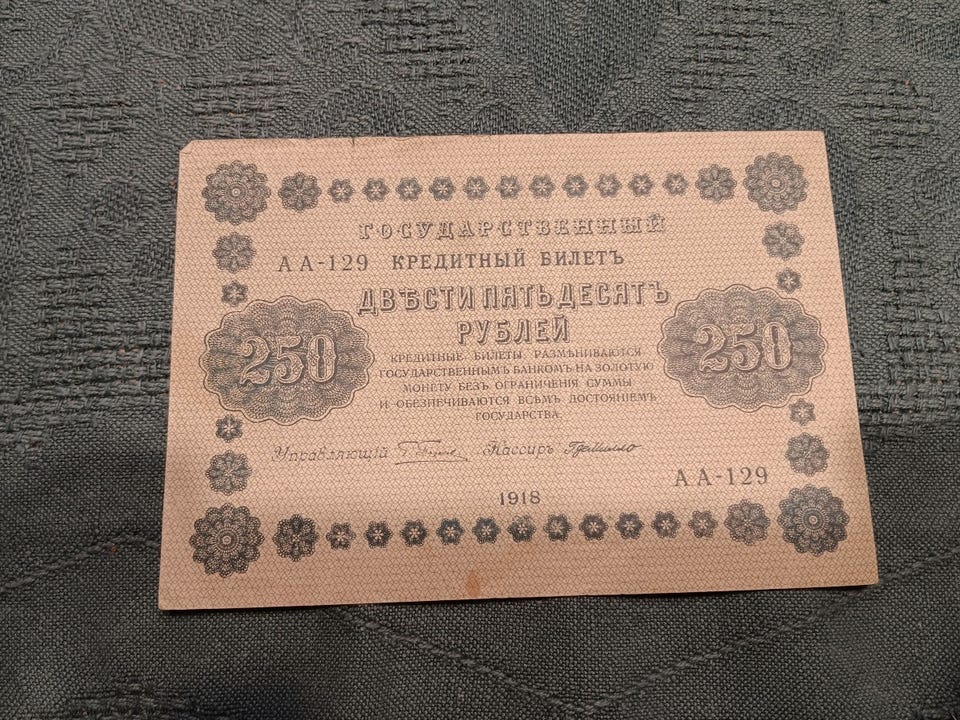 ГОСУДАРСТВЕННЫЙ
АА-129 КРЕДИТНЫЙ БИЛЕТЪ
ДВѢСТИ ПЯТЬДЕСЯТЪ
РУБЛЕЙ
250
250
КРЕДИТНЫЕ БИЛЕТЫ РАЗМѢНИВАЮТСЯ
ГОСУДАРСТВЕННЫМЪ БАНКОМЪ НА ЗОЛОТУЮ
МОНЕТУ БЕЗЪ ОГРАНИЧЕНІЯ СУММЫ
И ОБЕЗПЕЧИВАЮТСЯ ВСѢМЪ ДОСТОЯНІЕМЪ
ГОСУДАРСТВА.
Управляющій Кассиръ
АА-129
1918